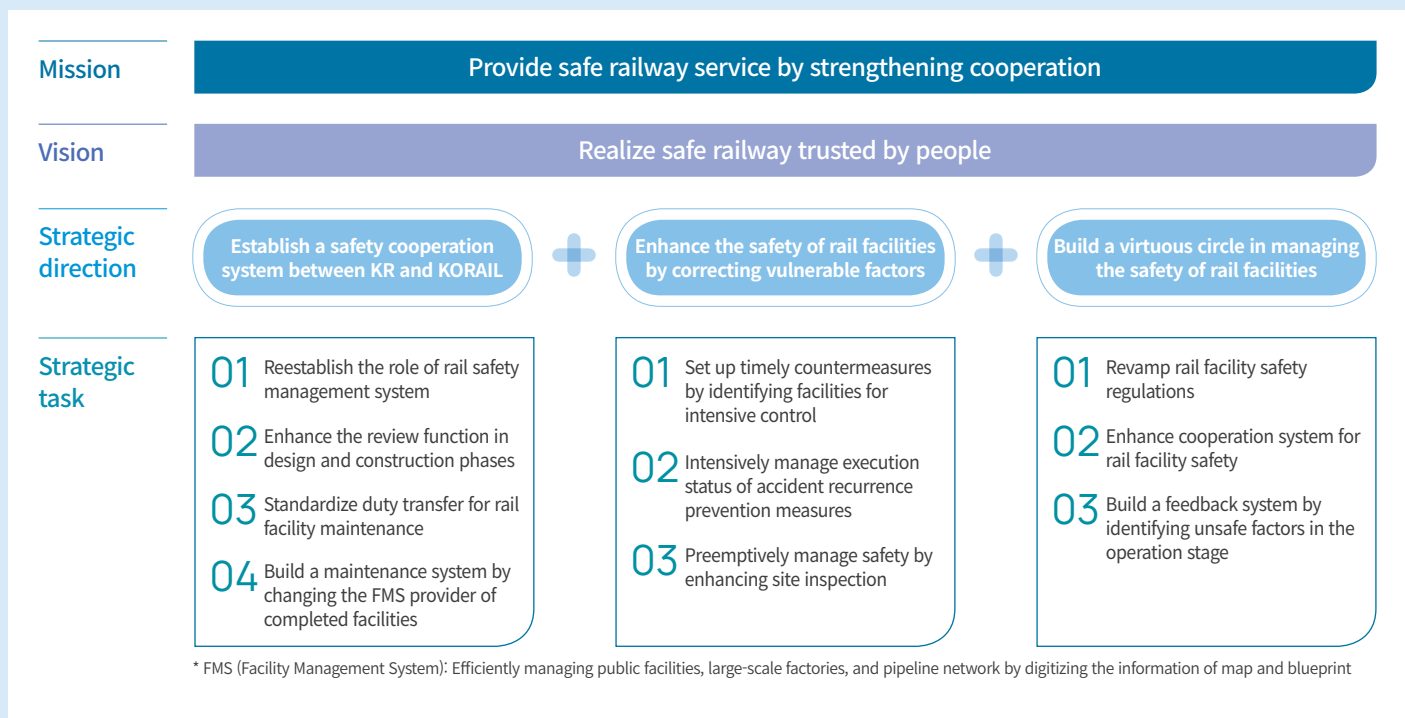 Mission
Provide safe railway service by strengthening cooperation
Vision
Realize safe railway trusted by people
Strategic
direction
Establish a safety cooperation
system between KR and KORAIL
Enhance the safety of rail facilities
by correcting vulnerable factors
Build a virtuous circle in managing
the safety of rail facilities
Strategic
task
01 Reestablish the role of rail safety
management system
02 Enhance the review function in
design and construction phases
03 Standardize duty transfer for rail
facility maintenance
04 Build a maintenance system by
changing the FMS provider of
completed facilities
01 Set up timely countermeasures
by identifying facilities for
intensive control
02 Intensively manage execution
status of accident recurrence
prevention measures
03 Preemptively manage safety by
enhancing site inspection
01 Revamp rail facility safety
regulations
02 Enhance cooperation system for
rail facility safety
03 Build a feedback system by
identifying unsafe factors in the
operation stage
* FMS (Facility Management System): Efficiently managing public facilities, large-scale factories, and pipeline network by digitizing the information of map and blueprint